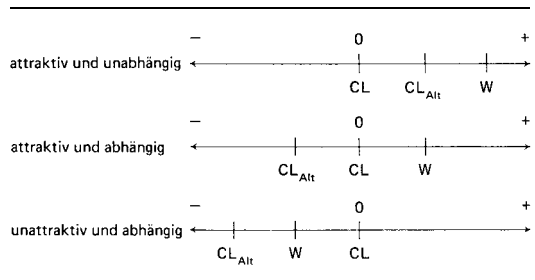 − 0 +
attraktiv und unabhängig
CL CL_Alt W
− 0 +
attraktiv und abhängig
CL_Alt CL W
− 0 +
unattraktiv und abhängig
CL_Alt W CL